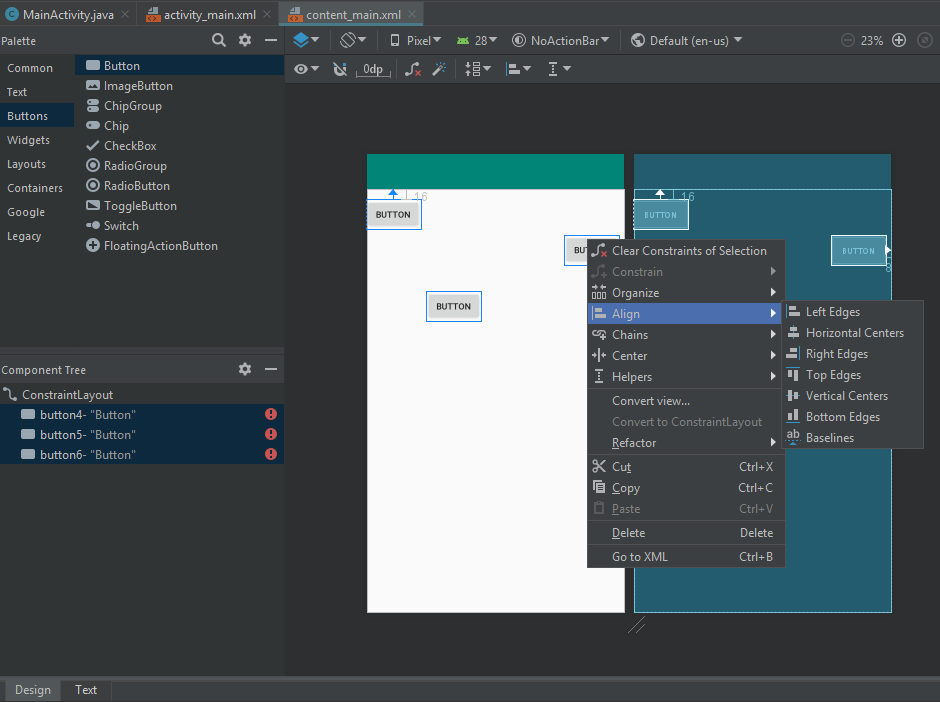 MainActivity.java
activity_main.xml
content_main.xml
Palette
Pixel
28
NoActionBar
Default (en-us)
23%
Common
Text
Buttons
Widgets
Layouts
Containers
Google
Legacy
Button
ImageButton
ChipGroup
Chip
CheckBox
RadioGroup
RadioButton
ToggleButton
Switch
FloatingActionButton
0dp
16
BUTTON
BUTTON
16
BUTTON
BUTTON
8
Clear Constraints of Selection
Constrain
Organize
Align
Chains
Center
Helpers
Convert view...
Convert to ConstraintLayout
Refactor
Cut Ctrl+X
Copy Ctrl+C
Paste Ctrl+V
Delete Delete
Go to XML Ctrl+B
Left Edges
Horizontal Centers
Right Edges
Top Edges
Vertical Centers
Bottom Edges
Baselines
Component Tree
ConstraintLayout
button4- "Button"
button5- "Button"
button6- "Button"
Design
Text